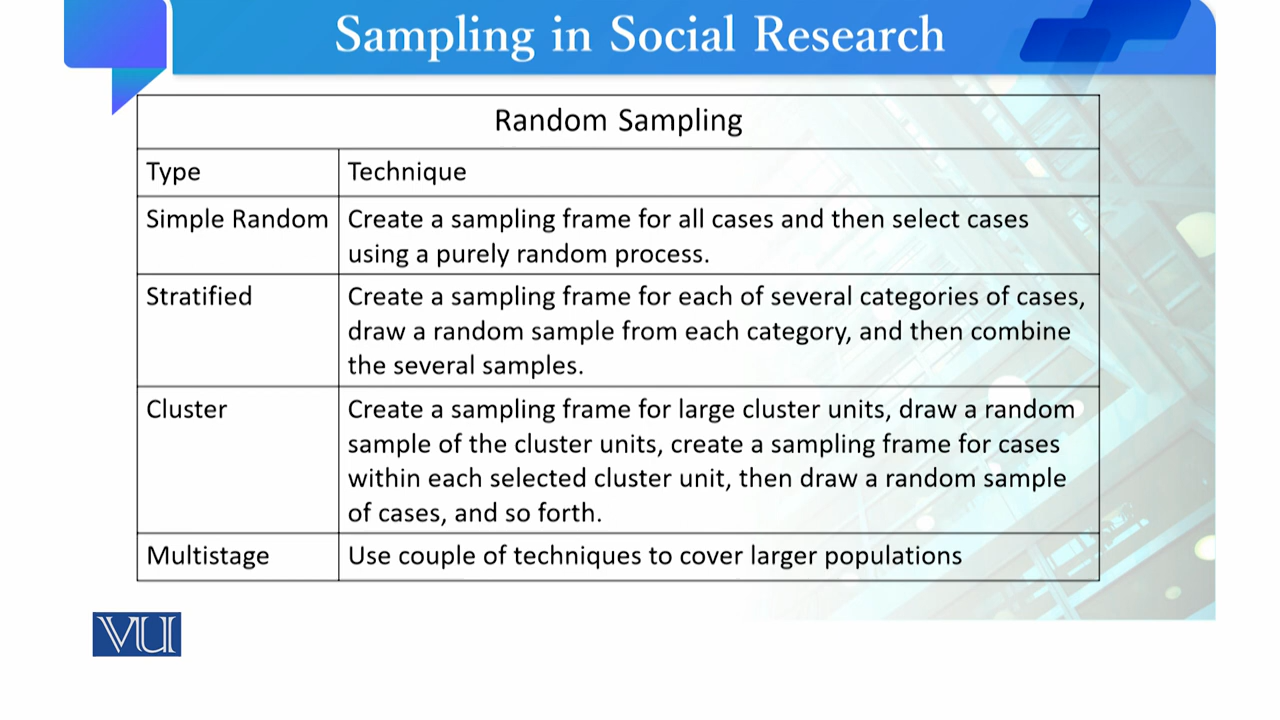 Sampling in Social Research
Random Sampling
Type
Technique
Simple Random
Create a sampling frame for all cases and then select cases
using a purely random process.
Stratified
Create a sampling frame for each of several categories of cases,
draw a random sample from each category, and then combine
the several samples.
Cluster
Create a sampling frame for large cluster units, draw a random
sample of the cluster units, create a sampling frame for cases
within each selected cluster unit, then draw a random sample
of cases, and so forth.
Multistage
Use couple of techniques to cover larger populations
VU